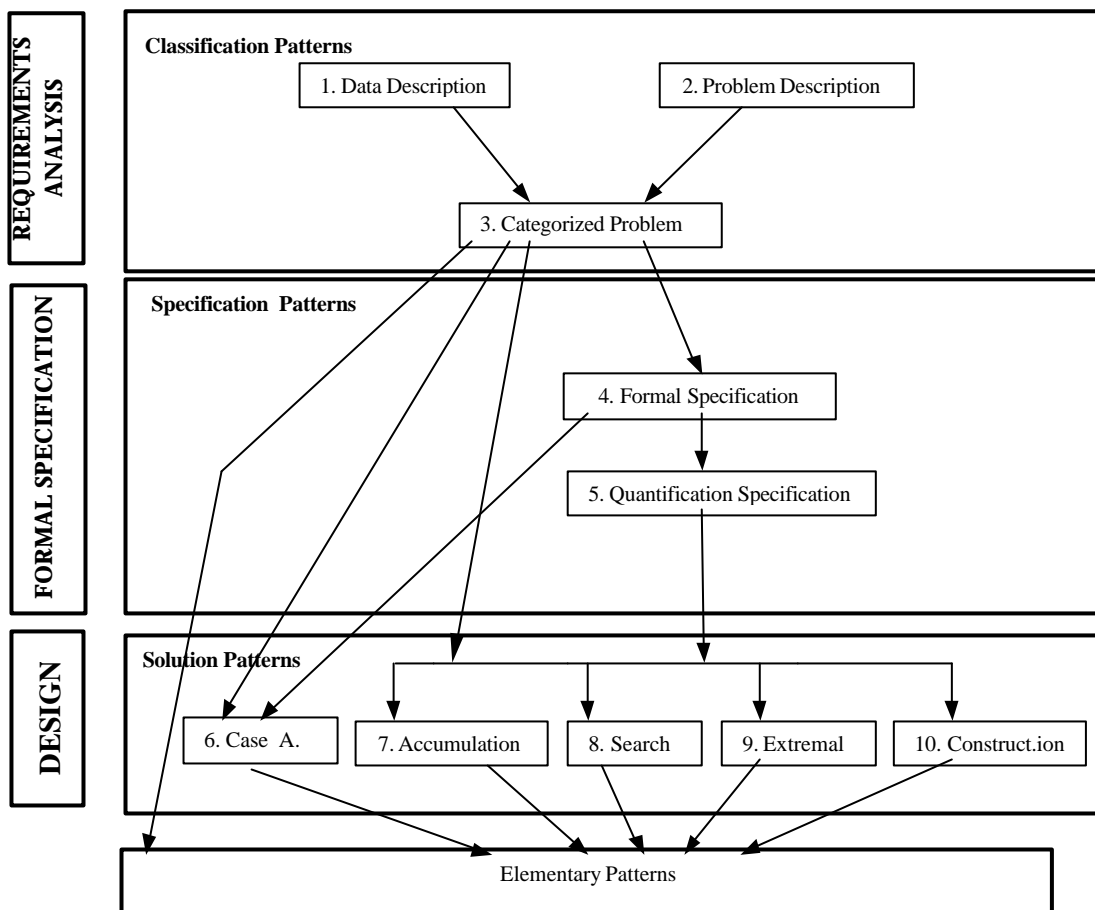 REQUIREMENTS
ANALYSIS
Classification Patterns
1. Data Description
2. Problem Description
3. Categorized Problem
FORMAL SPECIFICATION
Specification Patterns
4. Formal Specification
5. Quantification Specification
DESIGN
Solution Patterns
6. Case A.
7. Accumulation
8. Search
9. Extremal
10. Construct.ion
Elementary Patterns